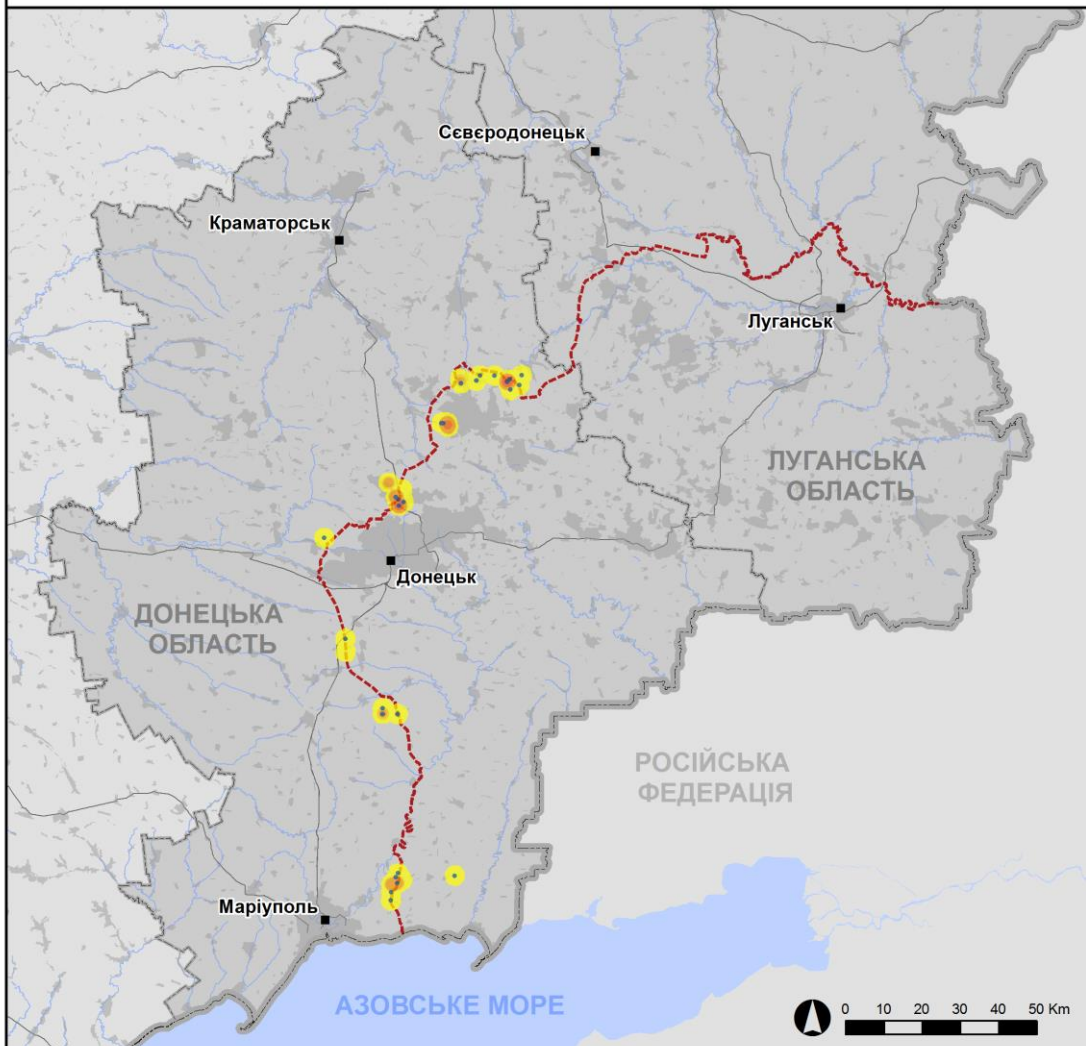 Сєвєродонецьк
Краматорськ
Луганськ
ЛУГАНСЬКА
ОБЛАСТЬ
Донецьк
ДОНЕЦЬКА
ОБЛАСТЬ
РОСІЙСЬКА
ФЕДЕРАЦІЯ
Маріуполь
АЗОВСЬКЕ МОРЕ
0 10 20 30 40 50 Km